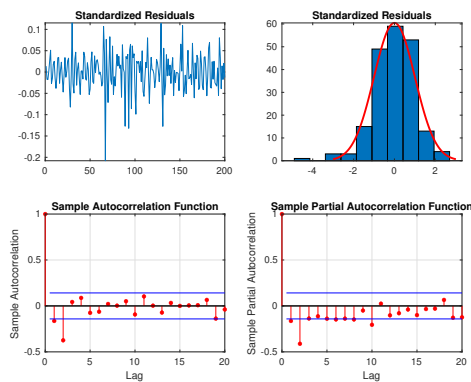 Standardized Residuals
0.1
0.05
0
-0.05
-0.1
-0.15
-0.2
0 50 100 150 200
Standardized Residuals
60
50
40
30
20
10
0
-4 -2 0 2
Sample Autocorrelation Function
Sample Autocorrelation
1
0.5
0
-0.5
0 5 10 15 20
Lag
Sample Partial Autocorrelation Function
Sample Partial Autocorrelation
1
0.5
0
-0.5
0 5 10 15 20
Lag